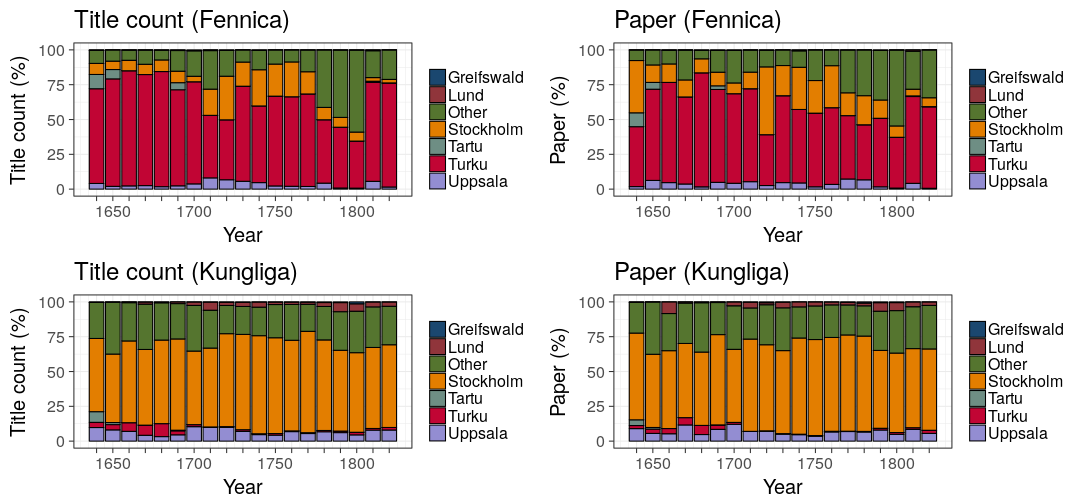 Title count (Fennica)
Title count (%)
100
75
50
25
0
1650
1700
1750
1800
Year
Greifswald
Lund
Other
Stockholm
Tartu
Turku
Uppsala
Paper (Fennica)
Paper (%)
100
75
50
25
0
1650
1700
1750
1800
Year
Greifswald
Lund
Other
Stockholm
Tartu
Turku
Uppsala
Title count (Kungliga)
Title count (%)
100
75
50
25
0
1650
1700
1750
1800
Year
Greifswald
Lund
Other
Stockholm
Tartu
Turku
Uppsala
Paper (Kungliga)
Paper (%)
100
75
50
25
0
1650
1700
1750
1800
Year
Greifswald
Lund
Other
Stockholm
Tartu
Turku
Uppsala